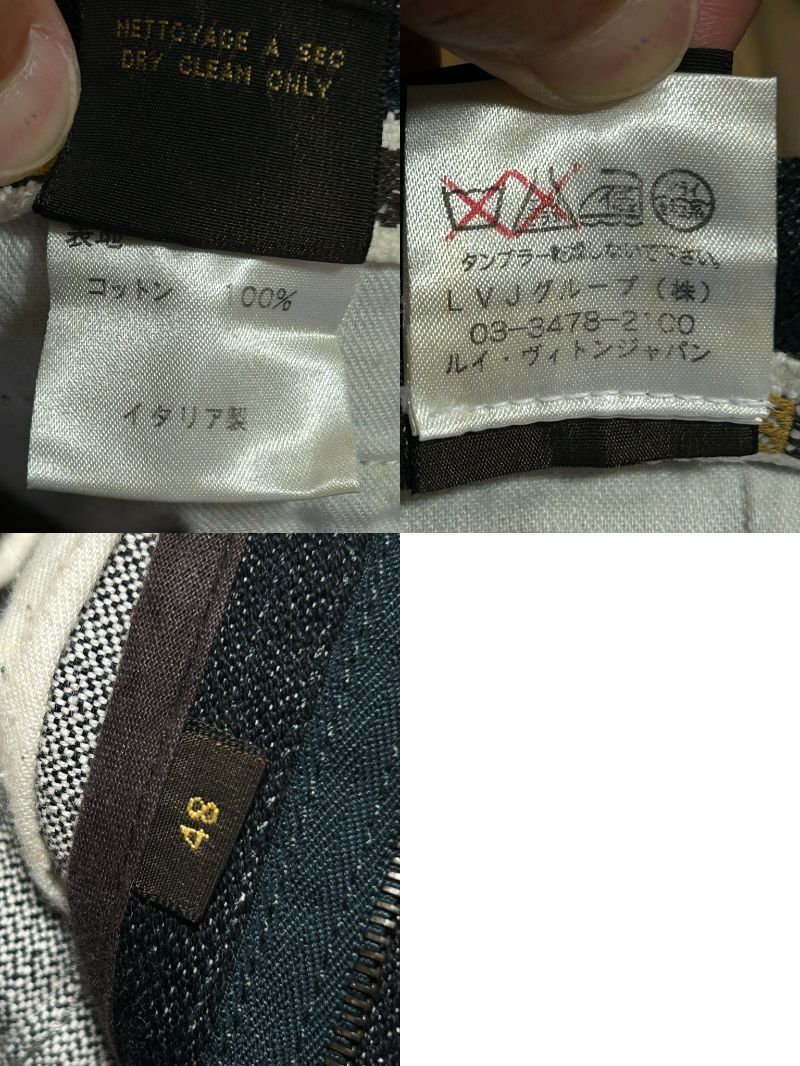 NETTOYAGE A SEC
DRY CLEAN ONLY
表地
コットン 100%
イタリア製
タンブラー乾燥しないで下さい。
LVJグループ(株)
03-3478-2100
ルイ・ヴィトンジャパン
48